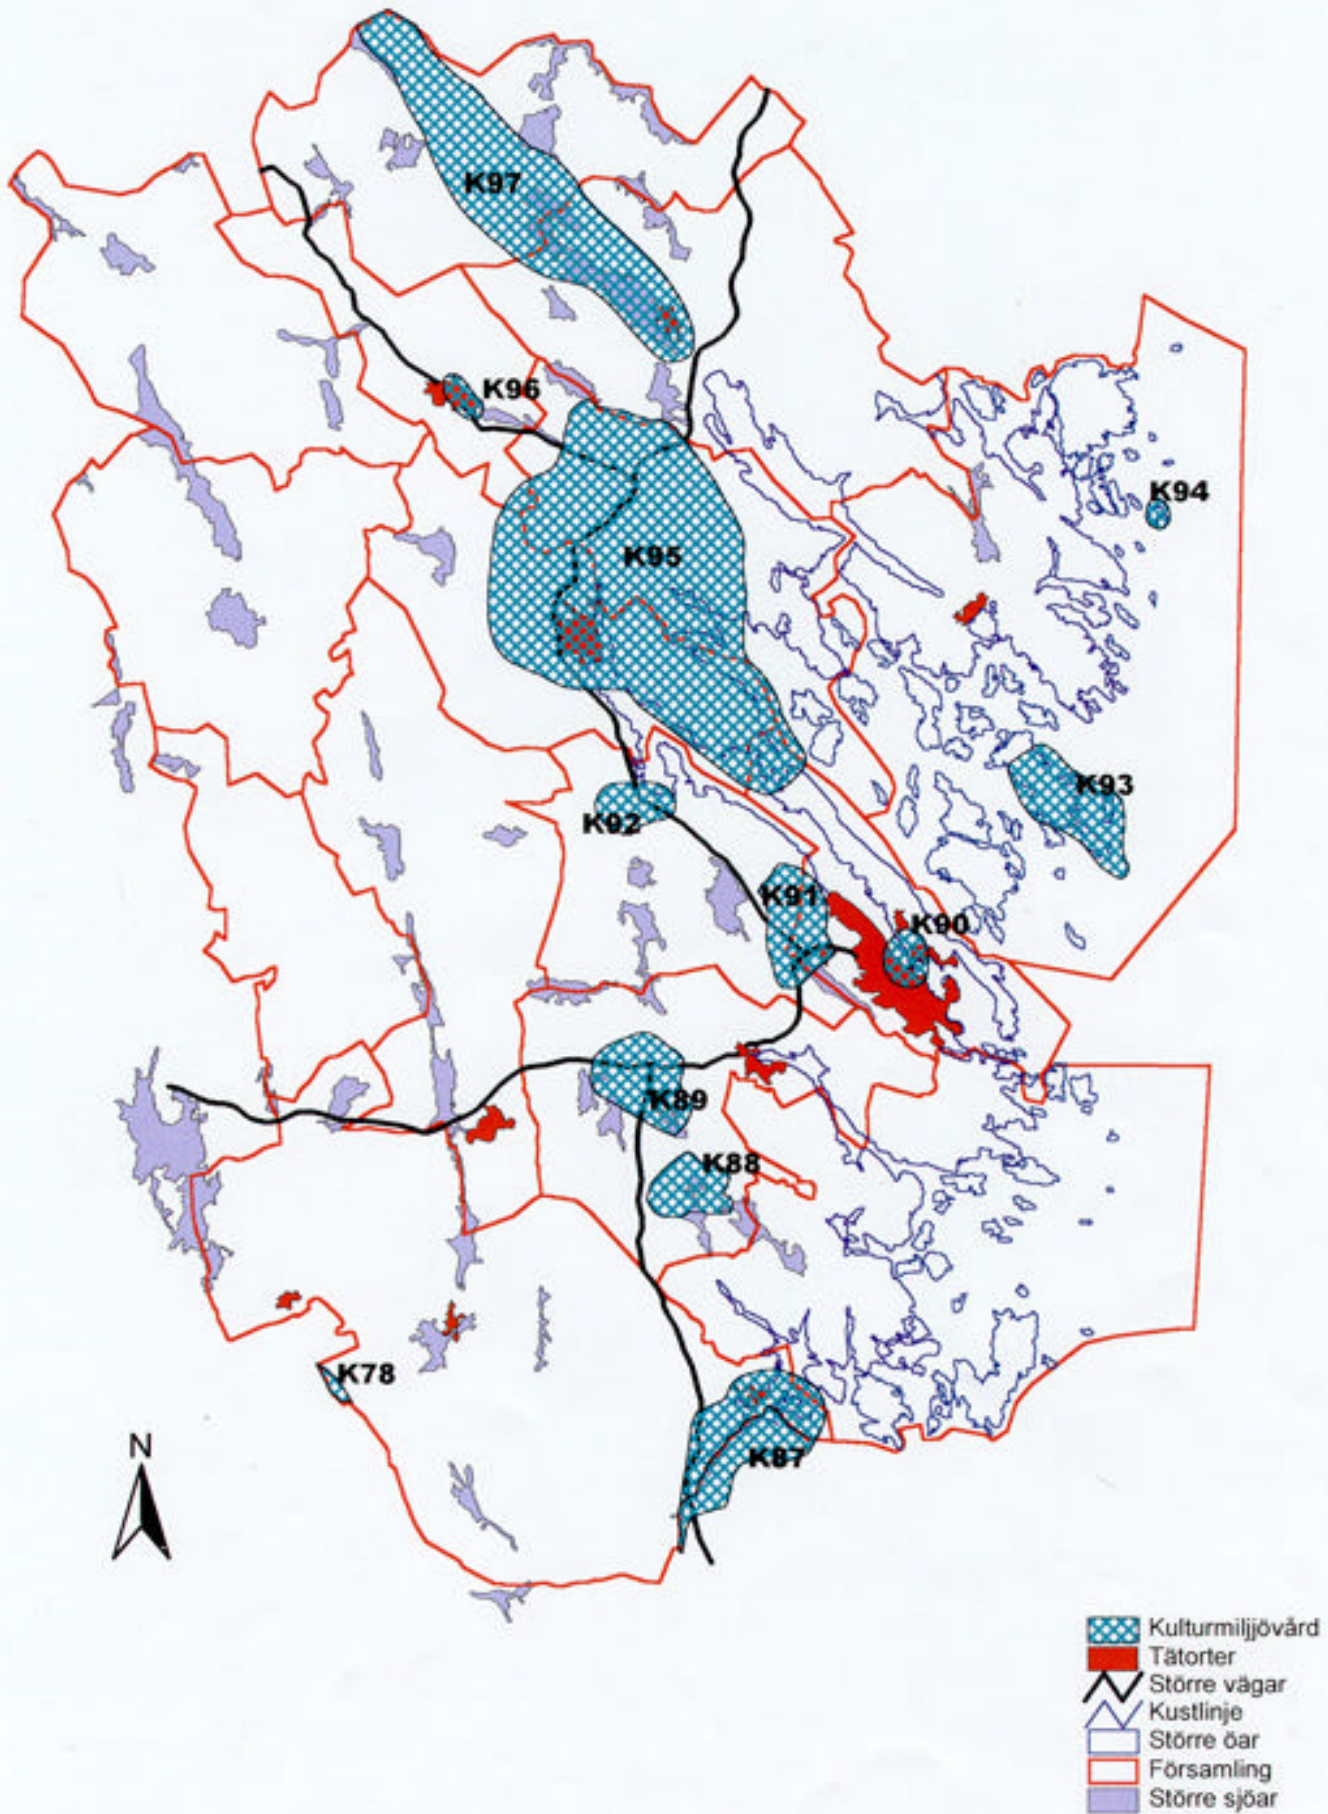 K97
K96
K94
K95
K93
K92
K91
K90
K89
K88
K78
K87
N
Kulturmiljjövård
Tätorter
Större vägar
Kustlinje
Större öar
Församling
Större sjöar